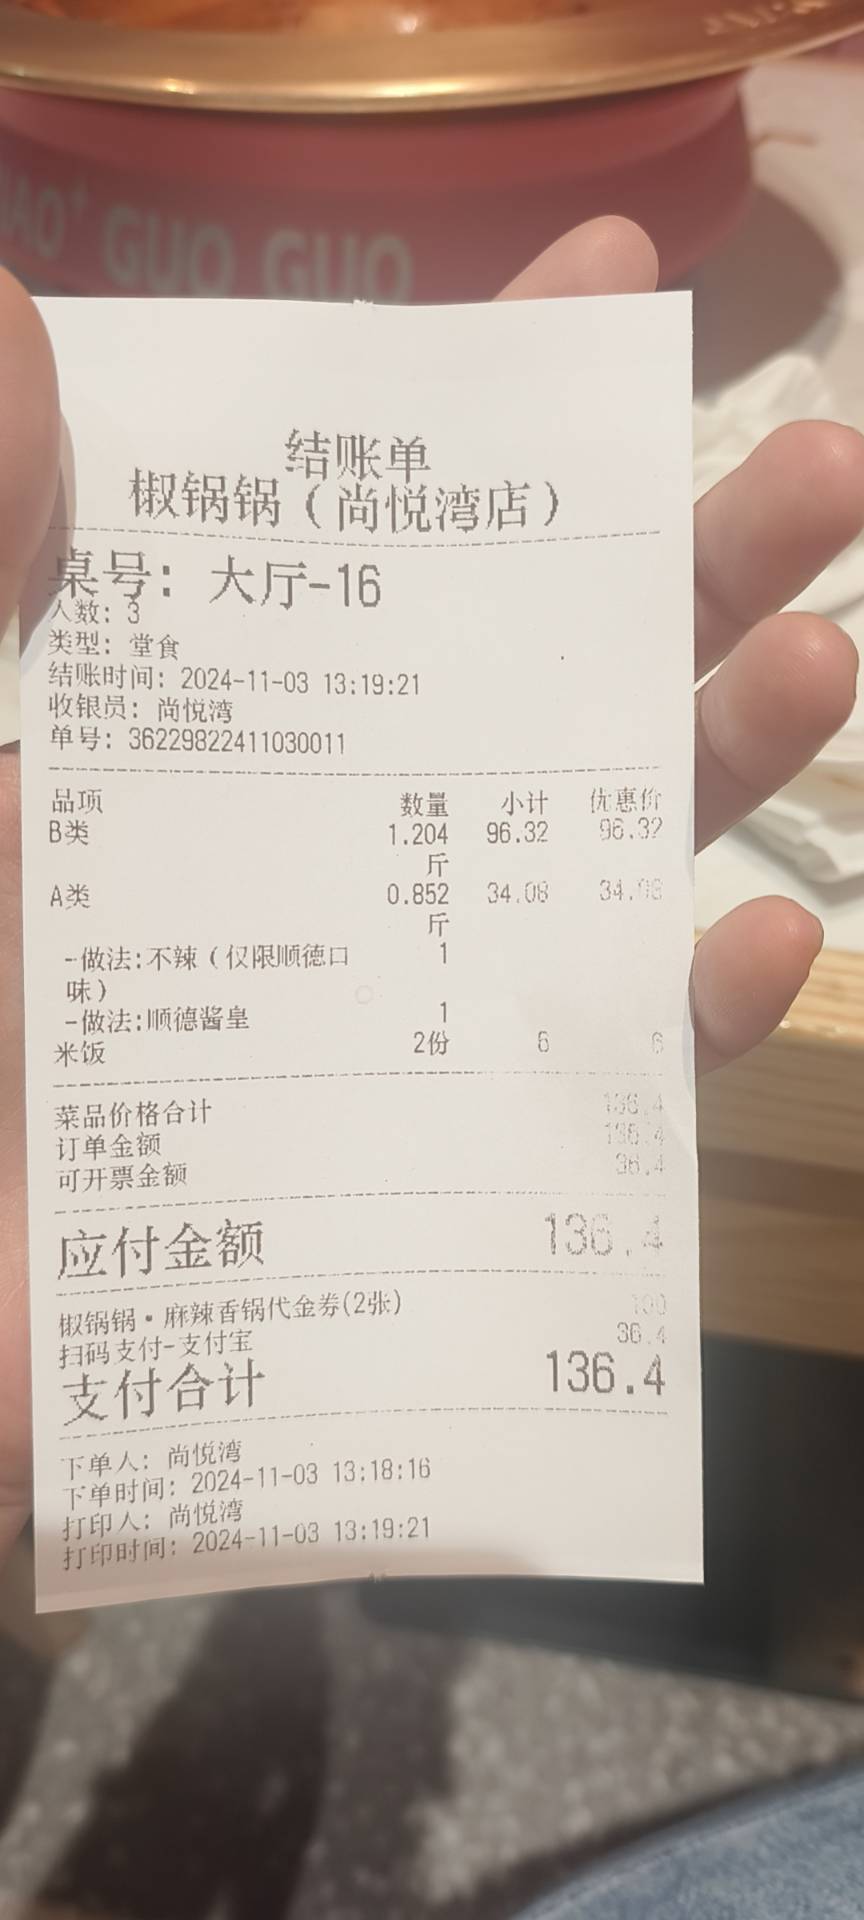 GUO GUO
结账单
椒锅锅（尚悦湾店）
桌号：大厅-16
人数：3
类型：堂食
结账时间：2024-11-03 13:19:21
收银员：尚悦湾
单号：36229822411030011
品项 数量 小计 优惠价
B类 1.204 96.32 96.32
斤
A类 0.852 34.08 34.08
斤
-做法:不辣（仅限顺德口 1
味）
-做法:顺德酱皇 1
米饭 2份 6 6
菜品价格合计 136.4
订单金额 136.4
可开票金额 36.4
应付金额 136.4
椒锅锅·麻辣香锅代金券(2张) 100
扫码支付-支付宝 36.4
支付合计 136.4
下单人：尚悦湾
下单时间：2024-11-03 13:18:16
打印人：尚悦湾
打印时间：2024-11-03 13:19:21